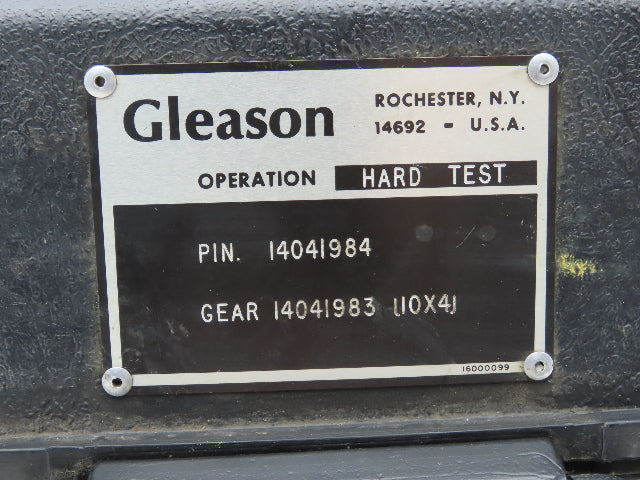 Gleason
ROCHESTER, N.Y.
14692 - U.S.A.
OPERATION HARD TEST
PIN. 14041984
GEAR 14041983 (10X4)
16000099